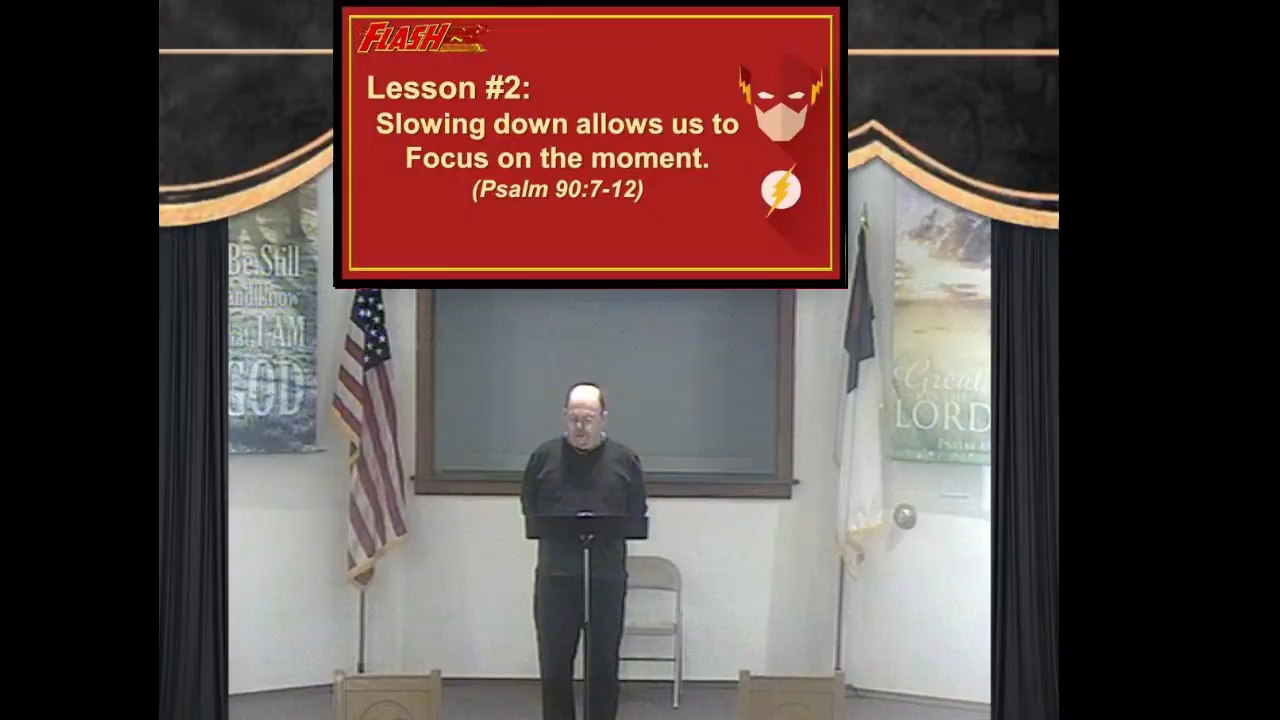 FLASH
Lesson #2:
Slowing down allows us to
Focus on the moment.
(Psalm 90:7-12)
Be Still
and Know
I AM
GOD
Great
LORD
Psalm